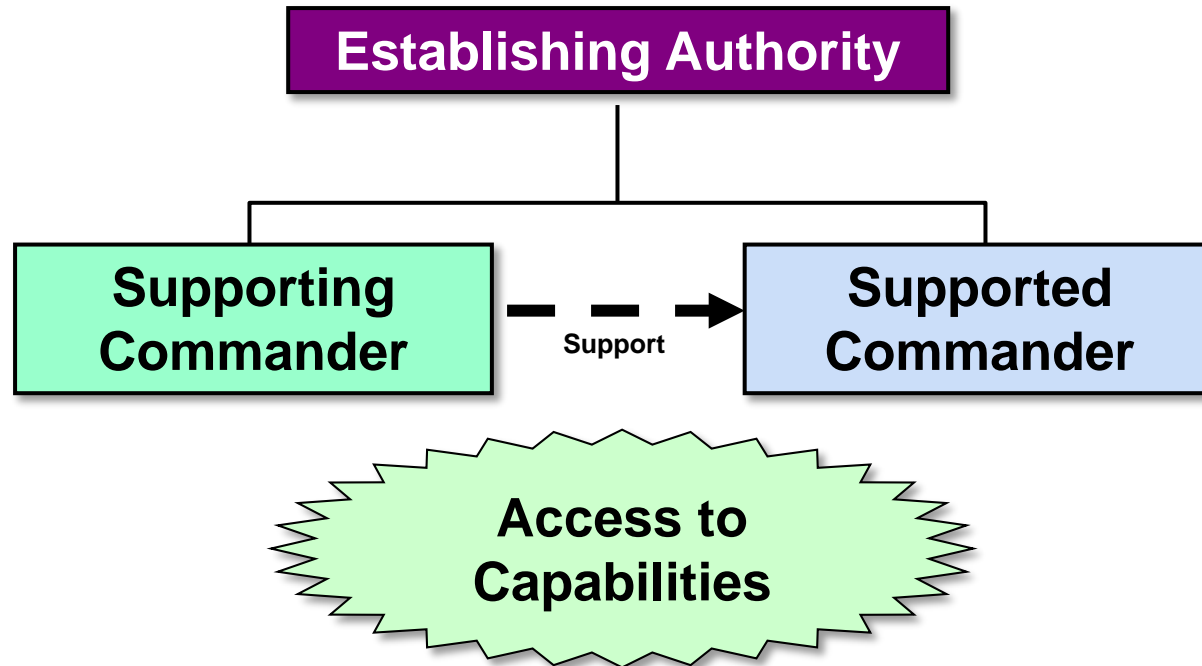 Establishing Authority
Supporting
Commander
Support
Supported
Commander
Access to
Capabilities